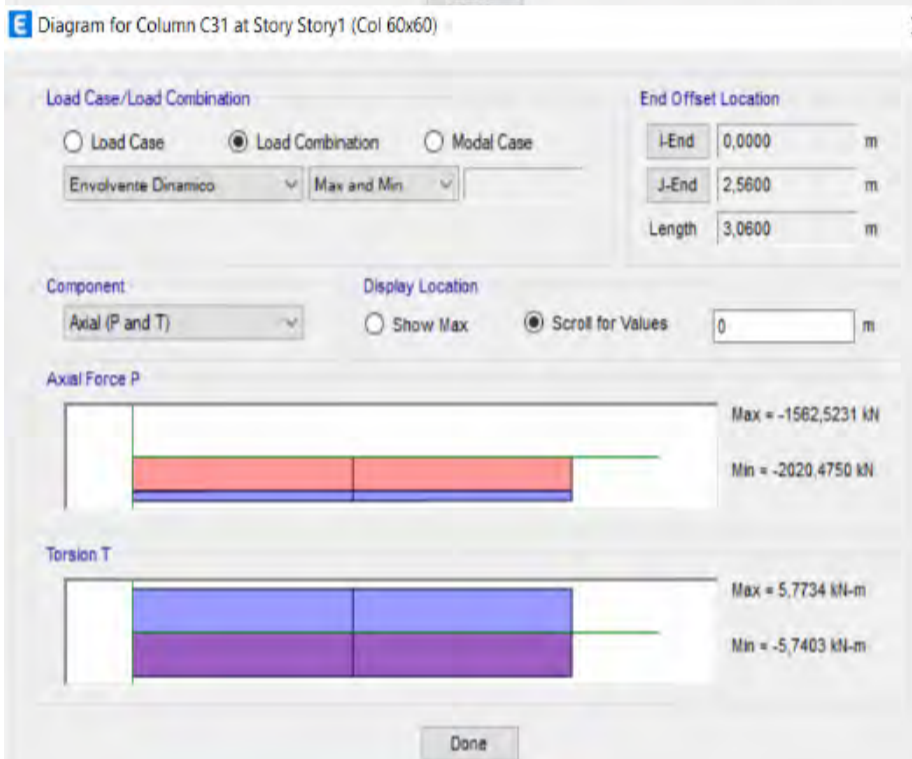 E Diagram for Column C31 at Story Story1 (Col 60x60)
Load Case/Load Combination
Load Case Load Combination Modal Case
Envolvente Dinamico Max and Min
End Offset Location
I-End 0,0000 m
J-End 2,5600 m
Length 3,0600 m
Component
Axial (P and T)
Display Location
Show Max Scroll for Values 0 m
Axial Force P
Max = -1562,5231 kN
Min = -2020,4750 kN
Torsion T
Max = 5,7734 kN-m
Min = -5,7403 kN-m
Done